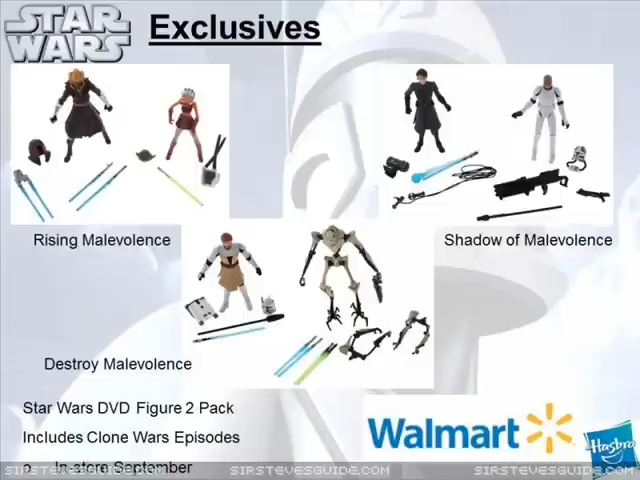 STAR WARS
Exclusives
Rising Malevolence
Shadow of Malevolence
Destroy Malevolence
Star Wars DVD Figure 2 Pack
Includes Clone Wars Episodes
In-store September
Walmart
Hasbro
SIRSTEVESGUIDE.COM SIRSTEVESGUIDE.COM SIRSTEVESGUIDE.COM